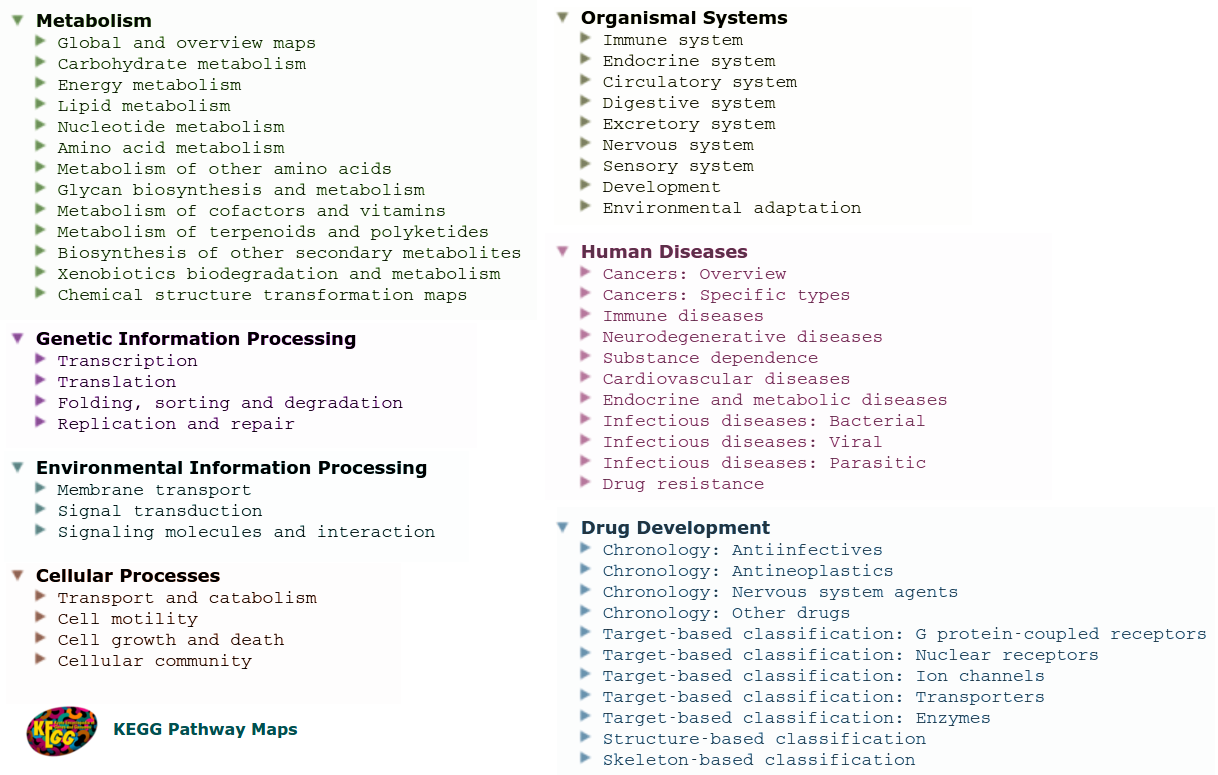 Metabolism
Global and overview maps
Carbohydrate metabolism
Energy metabolism
Lipid metabolism
Nucleotide metabolism
Amino acid metabolism
Metabolism of other amino acids
Glycan biosynthesis and metabolism
Metabolism of cofactors and vitamins
Metabolism of terpenoids and polyketides
Biosynthesis of other secondary metabolites
Xenobiotics biodegradation and metabolism
Chemical structure transformation maps
Genetic Information Processing
Transcription
Translation
Folding, sorting and degradation
Replication and repair
Environmental Information Processing
Membrane transport
Signal transduction
Signaling molecules and interaction
Cellular Processes
Transport and catabolism
Cell motility
Cell growth and death
Cellular community
KEGG
KEGG Pathway Maps
Organismal Systems
Immune system
Endocrine system
Circulatory system
Digestive system
Excretory system
Nervous system
Sensory system
Development
Environmental adaptation
Human Diseases
Cancers: Overview
Cancers: Specific types
Immune diseases
Neurodegenerative diseases
Substance dependence
Cardiovascular diseases
Endocrine and metabolic diseases
Infectious diseases: Bacterial
Infectious diseases: Viral
Infectious diseases: Parasitic
Drug resistance
Drug Development
Chronology: Antiinfectives
Chronology: Antineoplastics
Chronology: Nervous system agents
Chronology: Other drugs
Target-based classification: G protein-coupled receptors
Target-based classification: Nuclear receptors
Target-based classification: Ion channels
Target-based classification: Transporters
Target-based classification: Enzymes
Structure-based classification
Skeleton-based classification